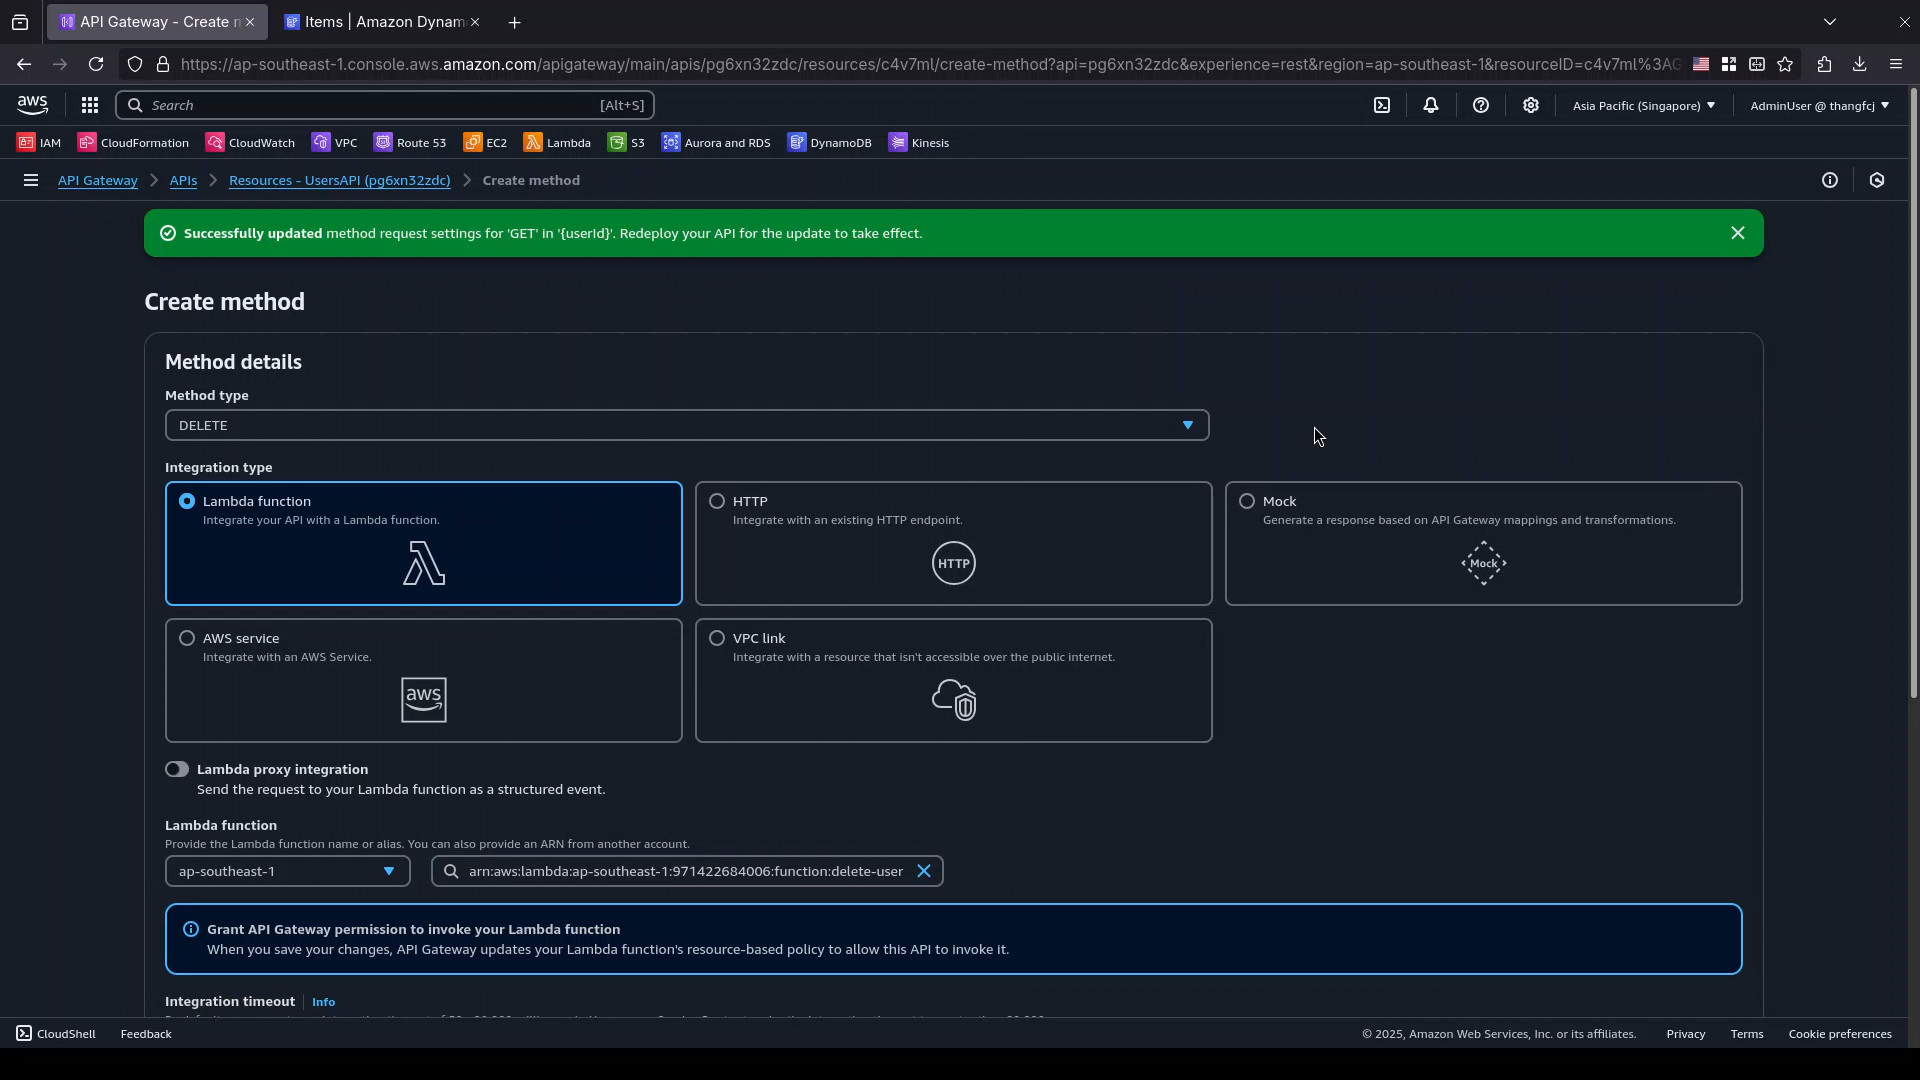 API Gateway - Create m
Items | Amazon Dynam
https://ap-southeast-1.console.aws.amazon.com/apigateway/main/apis/pg6xn32zdc/resources/c4v7ml/create-method?api=pg6xn32zdc&experience=rest&region=ap-southeast-1&resourceID=c4v7ml%3AG
aws
Search
[Alt+S]
Asia Pacific (Singapore)
AdminUser @ thangfcj
IAM
CloudFormation
CloudWatch
VPC
Route 53
EC2
Lambda
S3
Aurora and RDS
DynamoDB
Kinesis
API Gateway
APIs
Resources - UsersAPI (pg6xn32zdc)
Create method
Successfully updated method request settings for 'GET' in '{userId}'. Redeploy your API for the update to take effect.
Create method
Method details
Method type
DELETE
Integration type
Lambda function
Integrate your API with a Lambda function.
HTTP
Integrate with an existing HTTP endpoint.
HTTP
Mock
Generate a response based on API Gateway mappings and transformations.
Mock
AWS service
Integrate with an AWS Service.
aws
VPC link
Integrate with a resource that isn't accessible over the public internet.
Lambda proxy integration
Send the request to your Lambda function as a structured event.
Lambda function
Provide the Lambda function name or alias. You can also provide an ARN from another account.
ap-southeast-1
arn:aws:lambda:ap-southeast-1:971422684006:function:delete-user
Grant API Gateway permission to invoke your Lambda function
When you save your changes, API Gateway updates your Lambda function's resource-based policy to allow this API to invoke it.
Integration timeout
Info
CloudShell
Feedback
© 2025, Amazon Web Services, Inc. or its affiliates.
Privacy
Terms
Cookie preferences